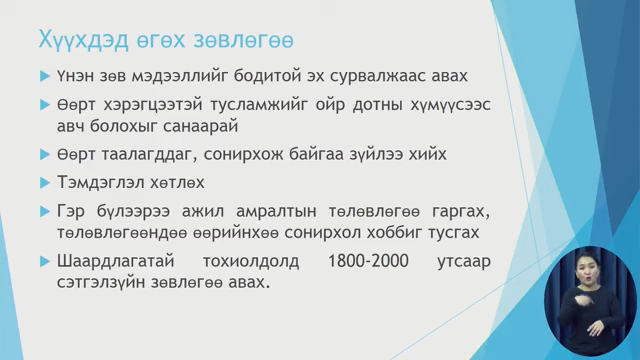 Хүүхдэд өгөх зөвлөгөө
Үнэн зөв мэдээллийг бодитой эх сурвалжаас авах
Өөрт хэрэгцээтэй тусламжийг ойр дотны хүмүүсээс
авч болохыг санаарай
Өөрт таалагддаг, сонирхож байгаа зүйлээ хийх
Тэмдэглэл хөтлөх
Гэр бүлээрээ ажил амралтын төлөвлөгөө гаргах,
төлөвлөгөөндөө өөрийнхөө сонирхол хоббиг тусгах
Шаардлагатай тохиолдолд 1800-2000 утсаар
сэтгэлзүйн зөвлөгөө авах.